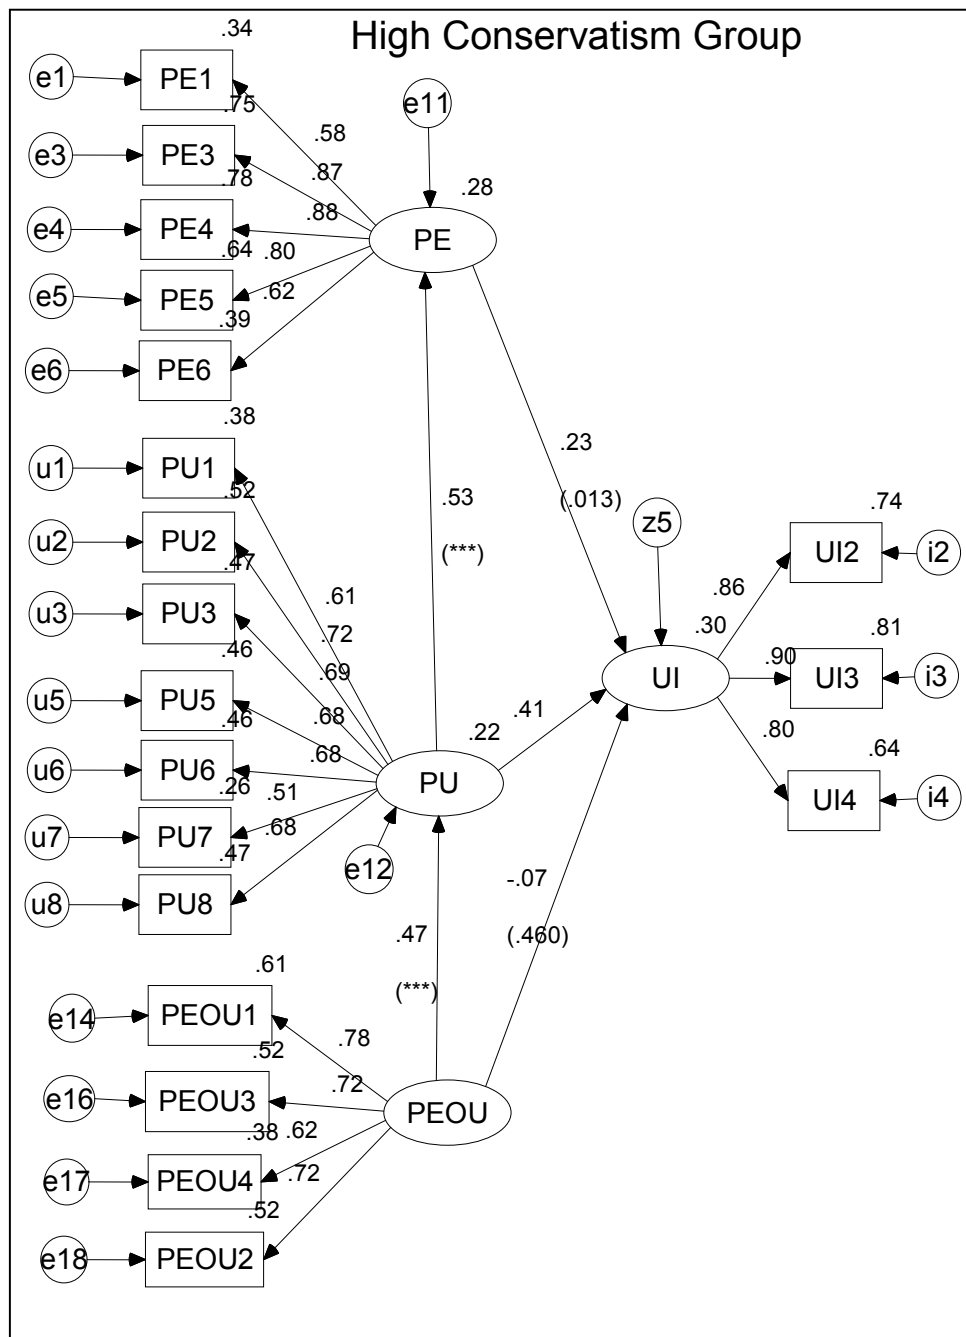 High Conservatism Group
.34
e1
PE1
e11
.75
.58
e3
PE3
.87
.78
.28
.88
e4
PE4
PE
.64
.80
e5
PE5
.62
.39
e6
PE6
.38
.23
u1
PU1
.52
.53
(.013)
.74
z5
u2
PU2
.47
(***)
UI2
i2
.86
u3
PU3
.61
.30
.81
.72
.46
.90
.69
UI
UI3
i3
u5
PU5
.68
.22
.41
.46
.80
.68
.64
u6
PU6
PU
.26
.51
UI4
i4
u7
PU7
.68
.47
e12
-.07
u8
PU8
.47
(.460)
.61
(***)
e14
PEOU1
.78
.52
.72
e16
PEOU3
PEOU
.38
.62
e17
PEOU4
.72
.52
e18
PEOU2